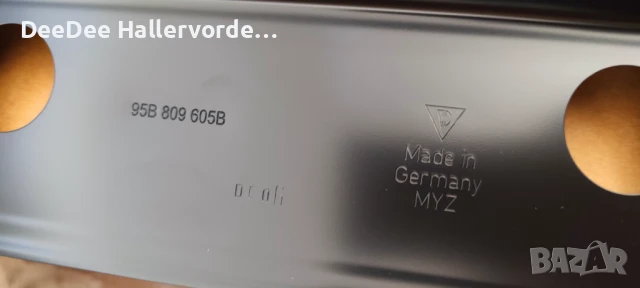 DeeDee Hallervorde...
95B 809 605B
Made in
Germany
MYZ
BAZAR